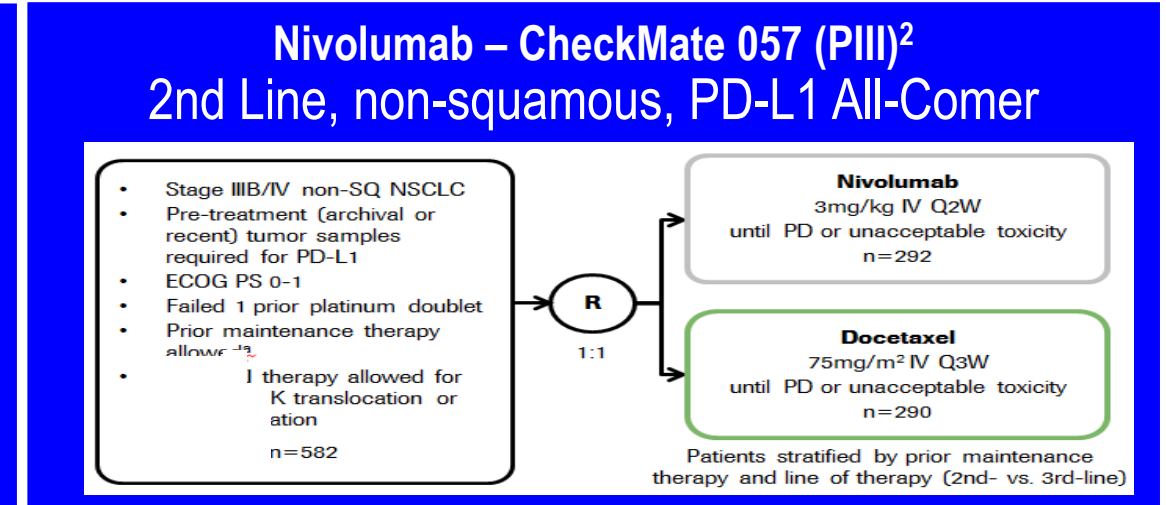 Nivolumab – CheckMate 057 (PIII)²
2nd Line, non-squamous, PD-L1 All-Comer
• Stage IIIB/IV non-SQ NSCLC
• Pre-treatment (archival or
recent) tumor samples
required for PD-L1
• ECOG PS 0-1
• Failed 1 prior platinum doublet
• Prior maintenance therapy
• therapy allowed for
K translocation or
ation
n=582
R
1:1
Nivolumab
3mg/kg IV Q2W
until PD or unacceptable toxicity
n=292
Docetaxel
75mg/m² IV Q3W
until PD or unacceptable toxicity
n=290
Patients stratified by prior maintenance
therapy and line of therapy (2nd- vs. 3rd-line)